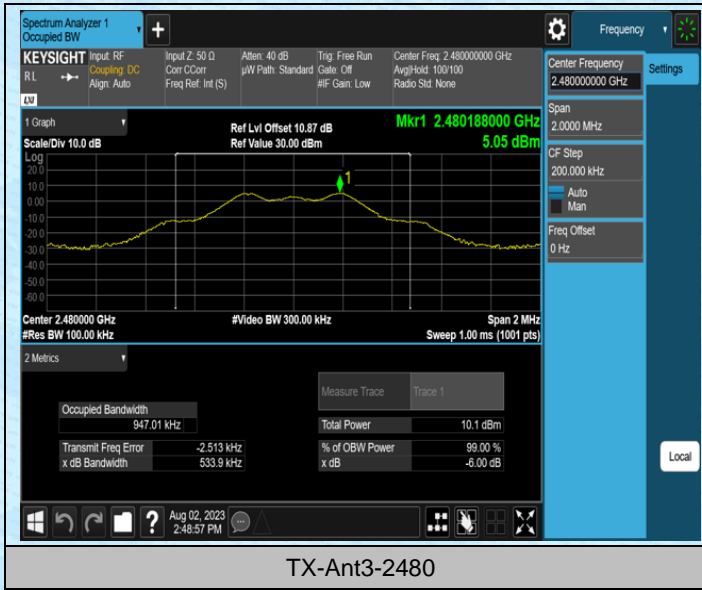 Spectrum Analyzer 1
Occupied BW
Frequency
KEYSIGHT Input: RF Input Z: 50 Ω Atten: 40 dB Trig: Free Run Center Freq: 2.480000000 GHz
RL Coupling: DC Corr CCorr µW Path: Standard Gate: Off Avg|Hold: 100/100
Align: Auto Freq Ref: Int (S) #IF Gain: Low Radio Std: None
LXI
1 Graph
Ref Lvl Offset 10.87 dB
Mkr1 2.480188000 GHz
Scale/Div 10.0 dB
Ref Value 30.00 dBm
5.05 dBm
Log
20.0
10.0
0.00
-10.0
-20.0
-30.0
-40.0
-50.0
-60.0
1
Center 2.480000 GHz #Video BW 300.00 kHz Span 2 MHz
#Res BW 100.00 kHz Sweep 1.00 ms (1001 pts)
2 Metrics
Measure Trace Trace 1
Occupied Bandwidth
947.01 kHz
Total Power 10.1 dBm
Transmit Freq Error -2.513 kHz % of OBW Power 99.00 %
x dB Bandwidth 533.9 kHz x dB -6.00 dB
Aug 02, 2023
2:48:57 PM
Center Frequency
2.480000000 GHz
Settings
Span
2.0000 MHz
CF Step
200.000 kHz
Auto
Man
Freq Offset
0 Hz
Local
TX-Ant3-2480